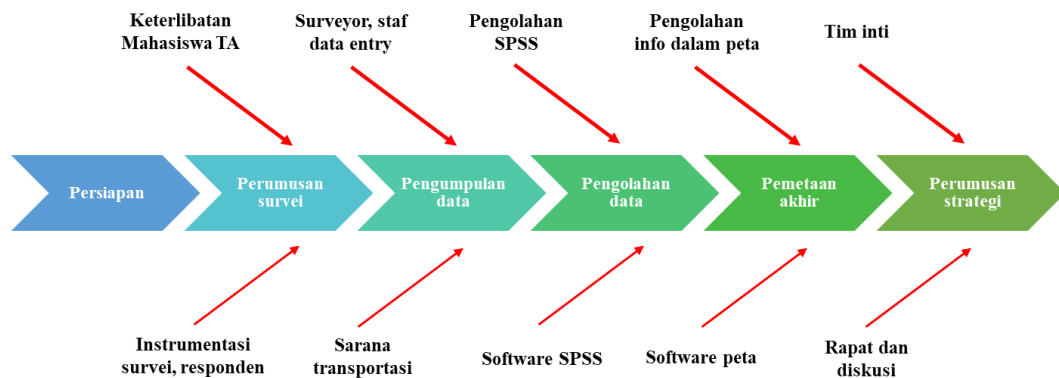 Keterlibatan
Mahasiswa TA
Surveyor, staf
data entry
Pengolahan
SPSS
Pengolahan
info dalam peta
Tim inti
Persiapan
Perumusan
survei
Pengumpulan
data
Pengolahan
data
Pemetaan
akhir
Perumusan
strategi
Instrumentasi
survei, responden
Sarana
transportasi
Software SPSS
Software peta
Rapat dan
diskusi